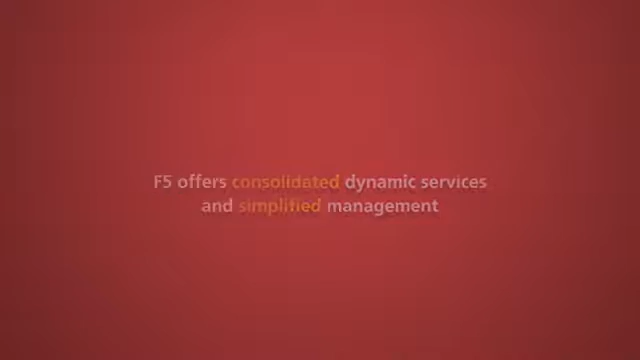 F5 offers consolidated dynamic services
and simplified management